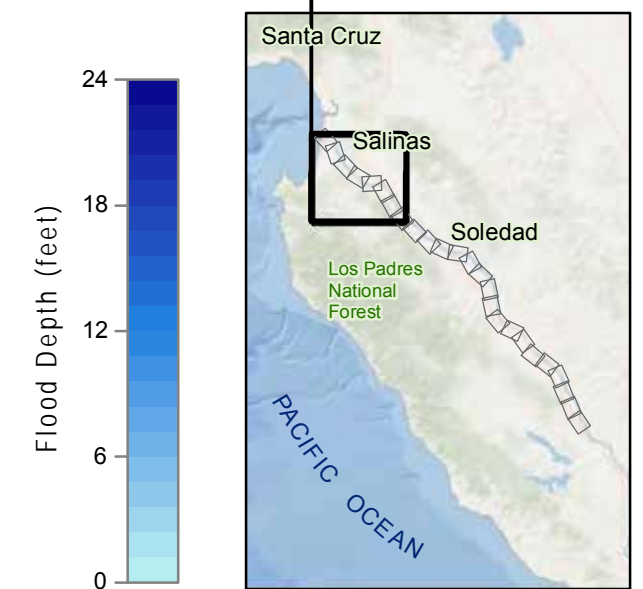 Flood Depth (feet)
24
18
12
6
0
Santa Cruz
Salinas
Soledad
Los Padres
National
Forest
PACIFIC OCEAN